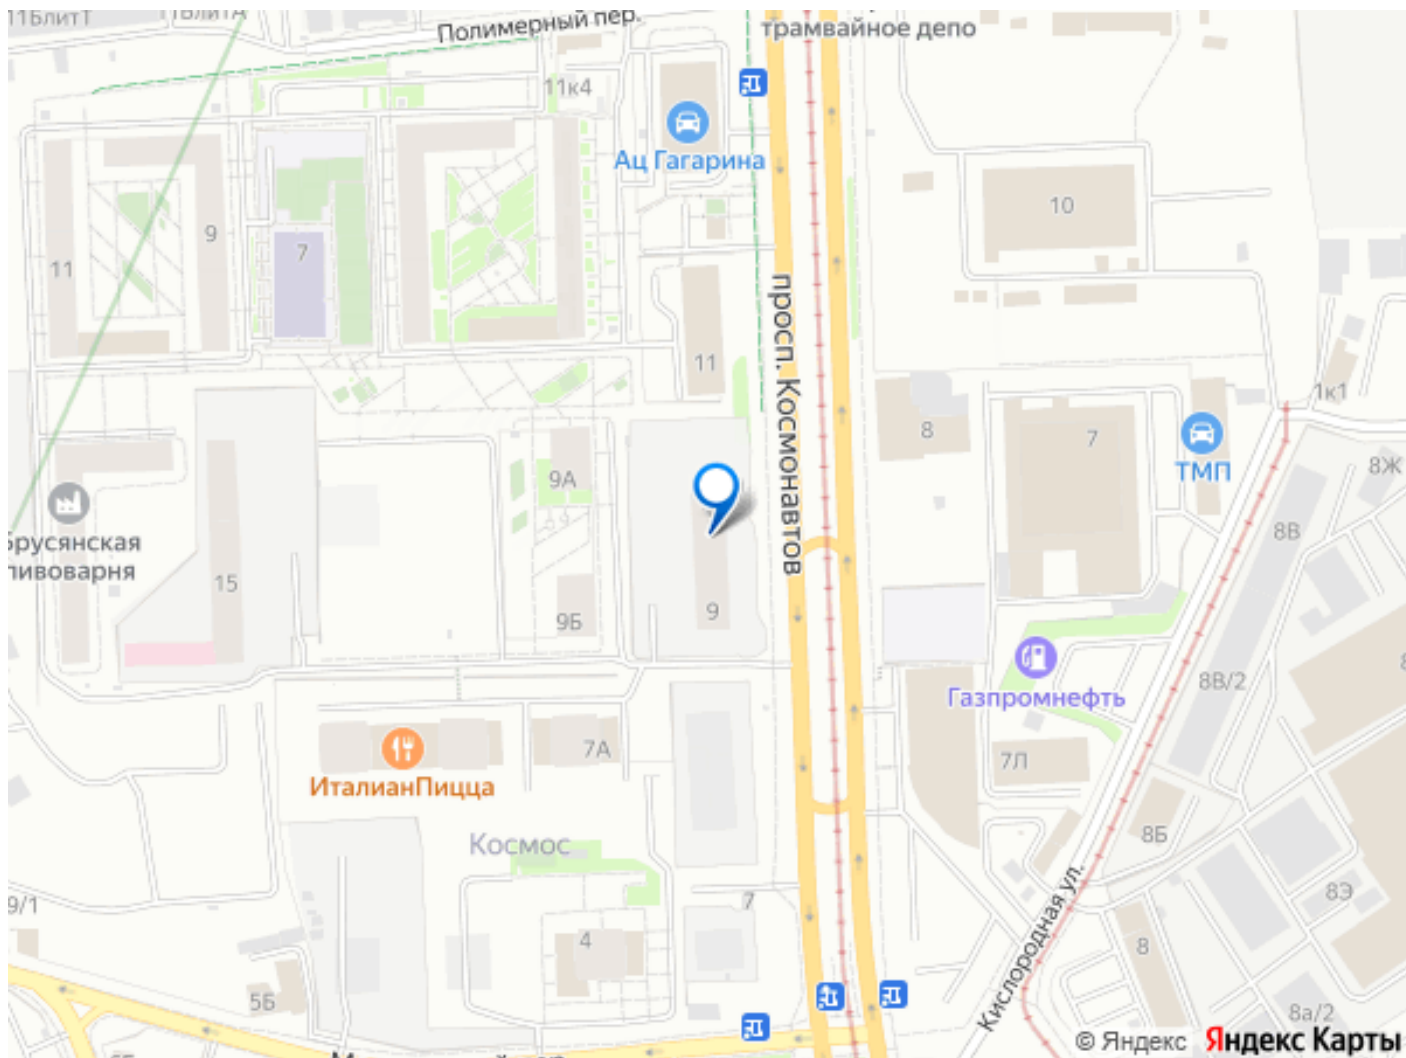 Полимерный пер.
трамвайное депо
11к4
Ац Гагарина
10
9
7
11
просп. Космонавтов
11
1к1
8
7
ТМП
8Ж
9А
8В
Брусянская
пивоварня
15
9Б
9
8В/2
Газпромнефть
7А
7Л
ИталианПицца
Космос
8Б
Кислородная ул.
8Э
9/1
7
4
8
5Б
8а/2
© Яндекс Яндекс Карты